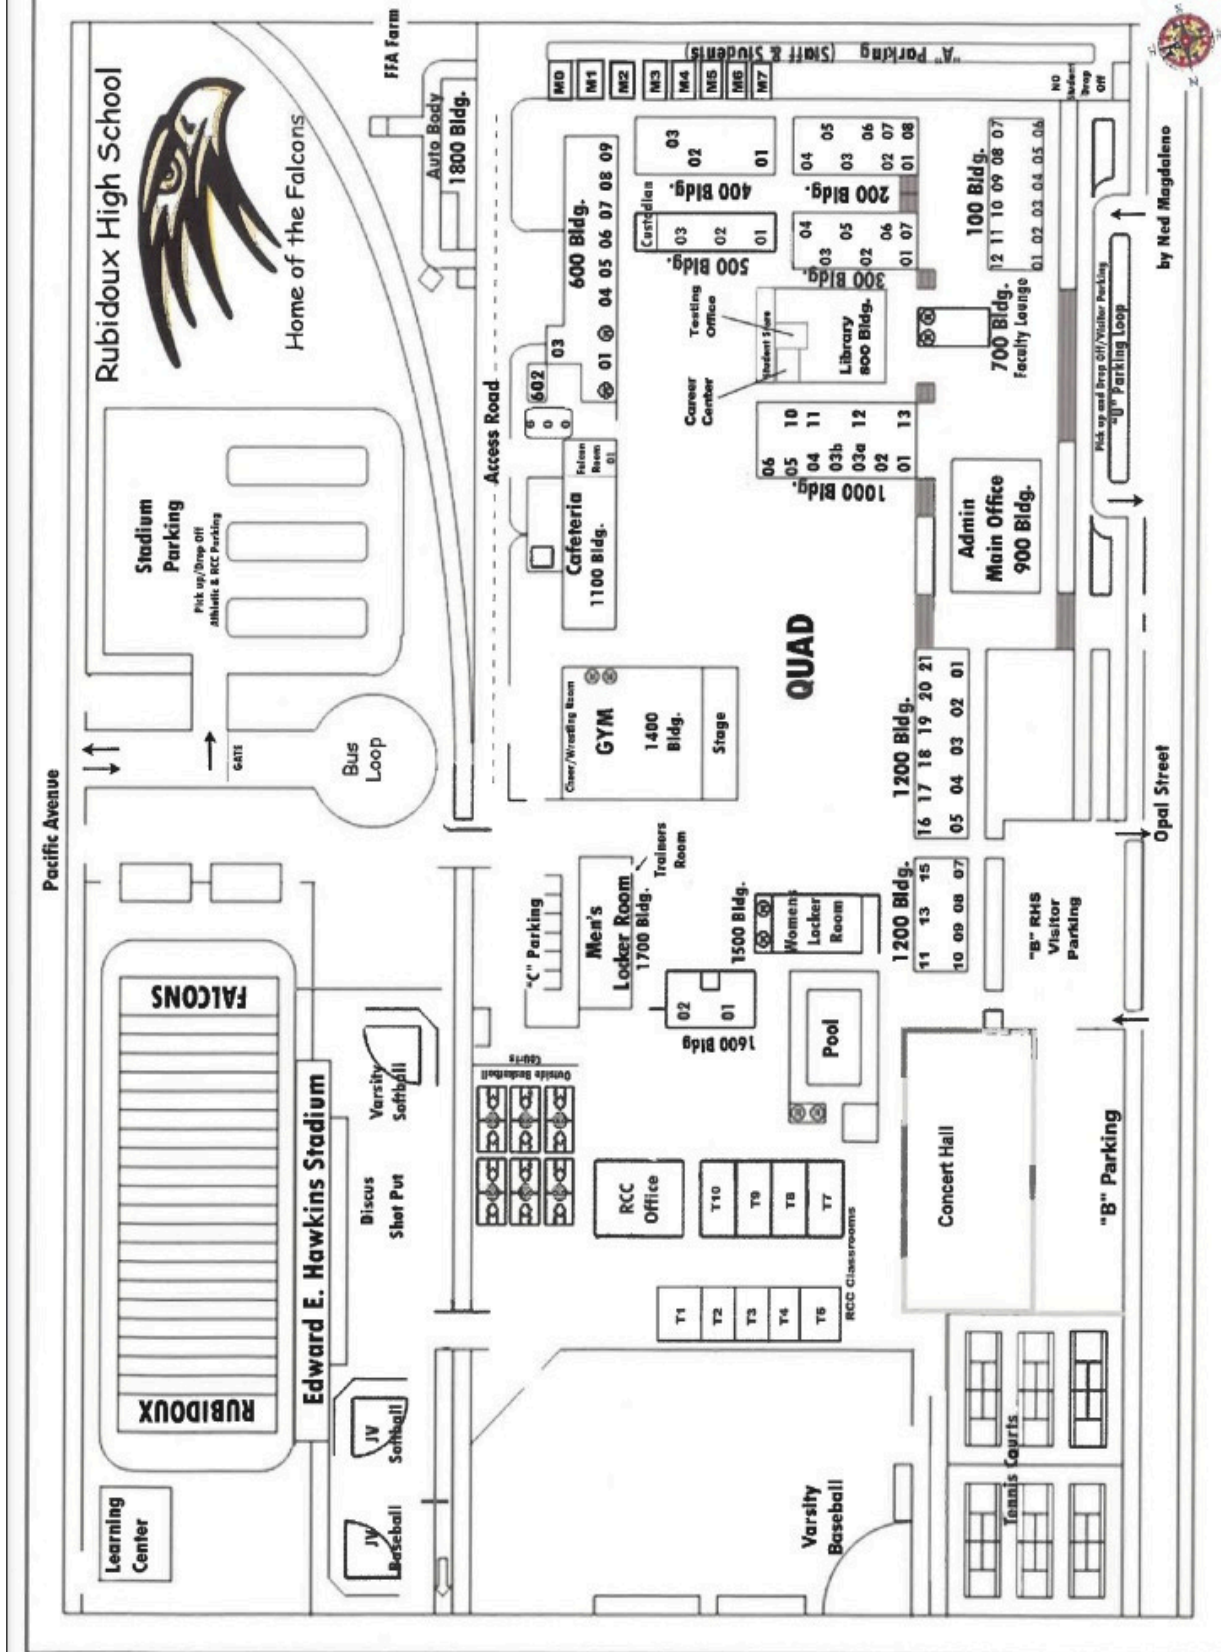 Rubidoux High School
Home of the Falcons
Pacific Avenue
Learning
Center
RUBIDOUX
FALCONS
Edward E. Hawkins Stadium
JV
Baseball
JV
Softball
Discus
Shot Put
Varsity
Softball
GATE
Bus
Loop
Stadium
Parking
Pick up/Drop Off
Athletic & RCC Parking
FFA Farm
Auto Body
1800 Bldg.
Access Road
Outside Basketball
Courts
"C" Parking
Men's
Locker Room
1700 Bldg.
Trainers
Room
Cheer/Wrestling Room
GYM
1400
Bldg.
Stage
Cafeteria
1100 Bldg.
Falcon
Room
01
602
03
600 Bldg.
01 04 05 06 07 08 09
M0
M1
M2
M3
M4
M5
M6
M7
"A" Parking (Staff & Students)
NO
Student
Drop
Off
400 Bldg.
03
02
01
Custodian
500 Bldg.
03
02
01
200 Bldg.
04 05
03 06
02 07
01 08
300 Bldg.
04
03 05
02 06
01 07
Testing
Office
Career
Center
Student Store
Library
800 Bldg.
1000 Bldg.
06
05 10
04 11
03b
03a 12
02
01 13
QUAD
100 Bldg.
12 11 10 09 08 07
01 02 03 04 05 06
700 Bldg.
Faculty Lounge
Admin
Main Office
900 Bldg.
Pick up and Drop Off/Visitor Parking
"D" Parking Loop
by Ned Magdaleno
1200 Bldg.
16 17 18 19 20 21
05 04 03 02 01
1200 Bldg.
11 13 15
10 09 08 07
1500 Bldg.
Womens
Locker
Room
1600 Bldg
02
01
Pool
RCC
Office
T10
T9
T8
T7
T1
T2
T3
T4
T5
RCC Classrooms
Concert Hall
"B" RHS
Visitor
Parking
"B" Parking
Opal Street
Varsity
Baseball
Tennis Courts